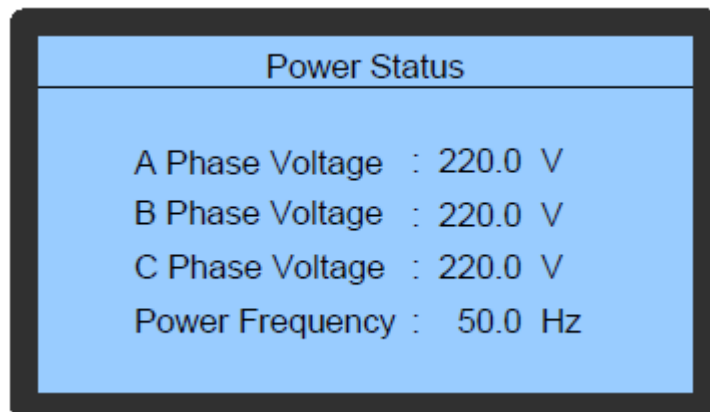 Power Status
A Phase Voltage : 220.0 V
B Phase Voltage : 220.0 V
C Phase Voltage : 220.0 V
Power Frequency : 50.0 Hz